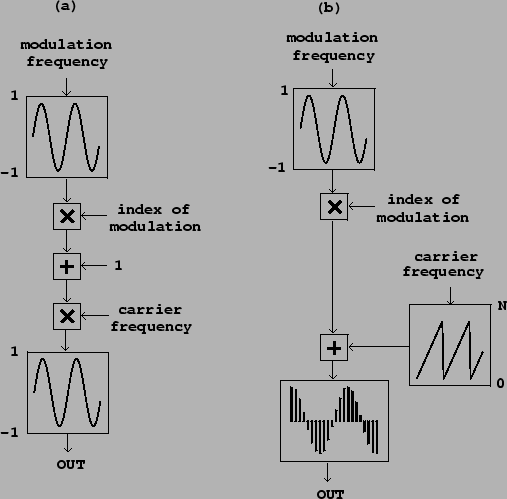 (a)
modulation
frequency
1
-1
index of
modulation
1
carrier
frequency
1
-1
OUT
(b)
modulation
frequency
1
-1
index of
modulation
carrier
frequency
N
0
OUT